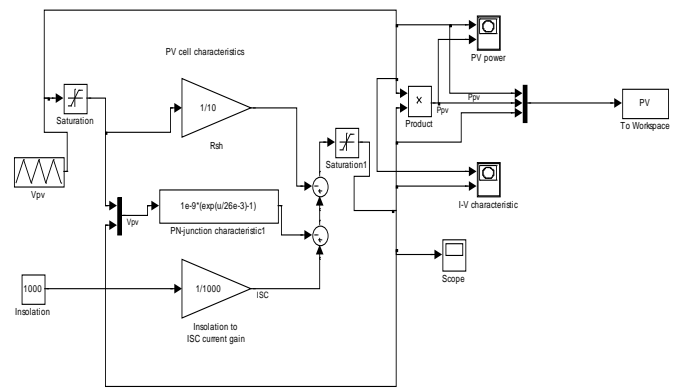 PV power
PV cell characteristics
Saturation
1/10
Rsh
Saturation1
x
Product
Ppv
Ppv
PV
To Workspace
Vpv
1e-9*(exp(u/26e-3)-1)
Vpv
PN-junction characteristic1
I-V characteristic
1000
Insolation
1/1000
ISC
Scope
Insolation to
ISC current gain